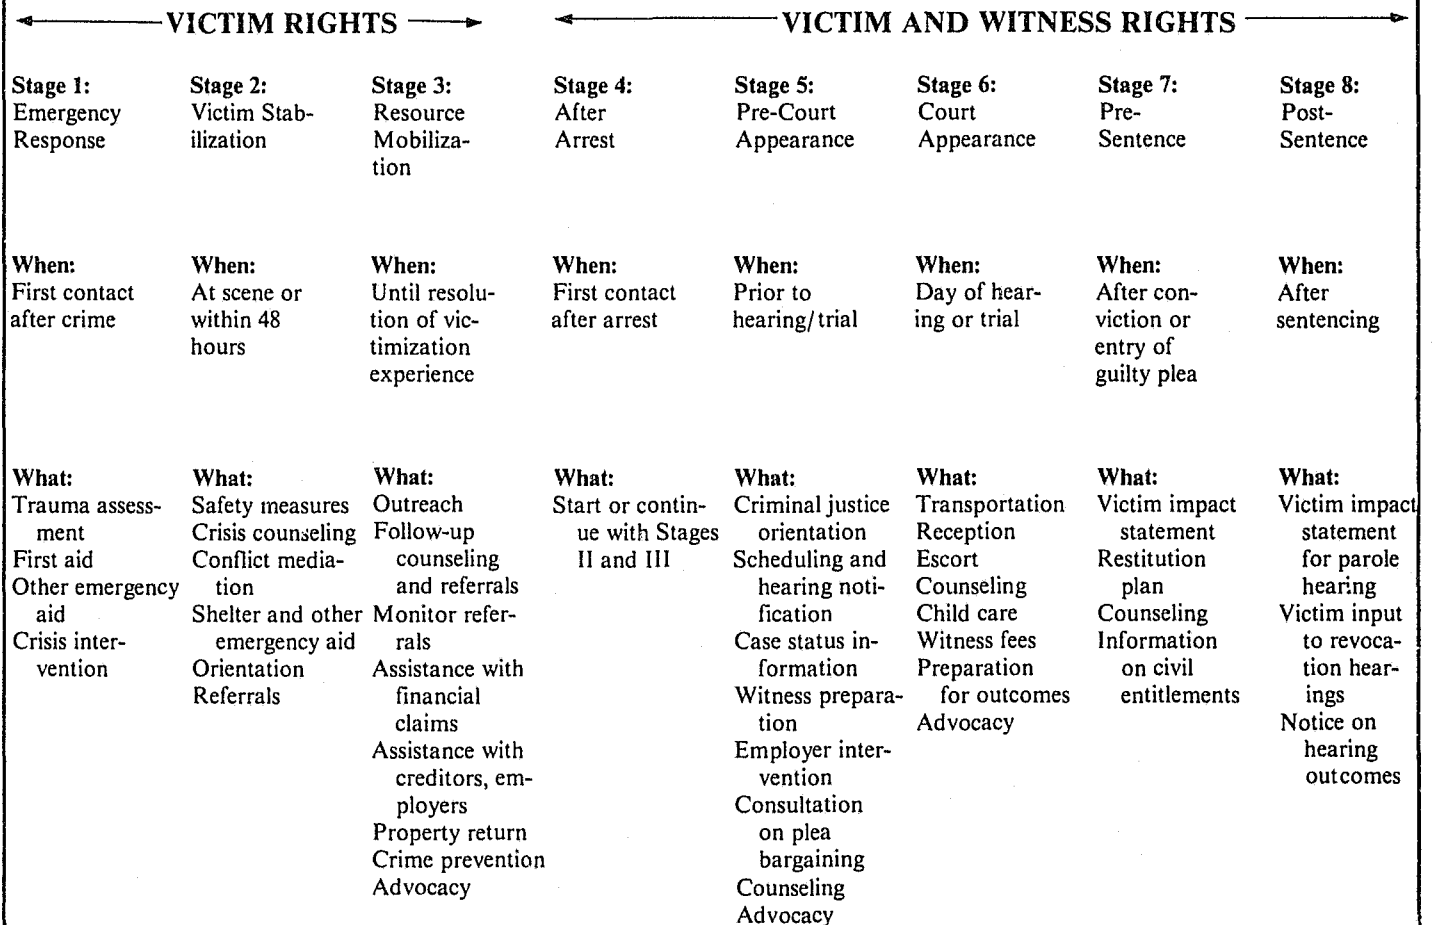 VICTIM RIGHTS
VICTIM AND WITNESS RIGHTS
Stage 1:
Emergency
Response
Stage 2:
Victim Stab-
ilization
Stage 3:
Resource
Mobiliza-
tion
Stage 4:
After
Arrest
Stage 5:
Pre-Court
Appearance
Stage 6:
Court
Appearance
Stage 7:
Pre-
Sentence
Stage 8:
Post-
Sentence
When:
First contact
after crime
When:
At scene or
within 48
hours
When:
Until resolu-
tion of vic-
timization
experience
When:
First contact
after arrest
When:
Prior to
hearing/trial
When:
Day of hear-
ing or trial
When:
After con-
viction or
entry of
guilty plea
When:
After
sentencing
What:
Trauma assess-
ment
First aid
Other emergency
aid
Crisis inter-
vention
What:
Safety measures
Crisis counseling
Conflict media-
tion
Shelter and other
emergency aid
Orientation
Referrals
What:
Outreach
Follow-up
counseling
and referrals
Monitor refer-
rals
Assistance with
financial
claims
Assistance with
creditors, em-
ployers
Property return
Crime prevention
Advocacy
What:
Start or contin-
ue with Stages
II and III
What:
Criminal justice
orientation
Scheduling and
hearing noti-
fication
Case status in-
formation
Witness prepara-
tion
Employer inter-
vention
Consultation
on plea
bargaining
Counseling
Advocacy
What:
Transportation
Reception
Escort
Counseling
Child care
Witness fees
Preparation
for outcomes
Advocacy
What:
Victim impact
statement
Restitution
plan
Counseling
Information
on civil
entitlements
What:
Victim impact
statement
for parole
hearing
Victim input
to revoca-
tion hear-
ings
Notice on
hearing
outcomes